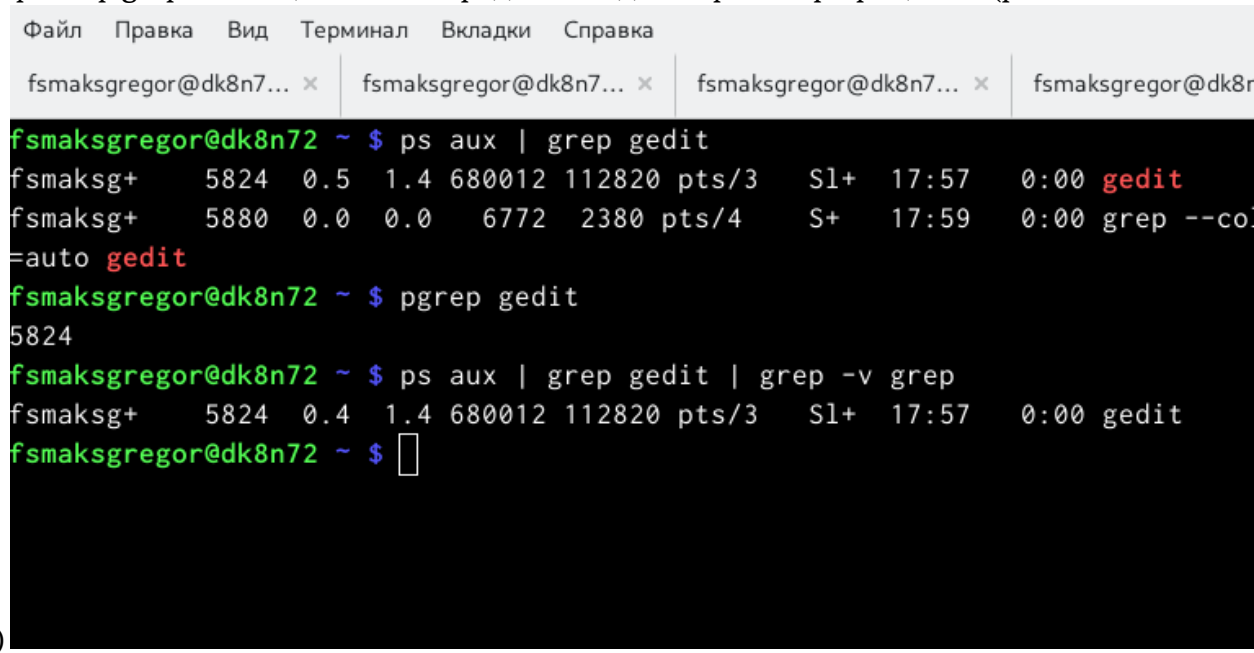 Файл Правка Вид Терминал Вкладки Справка
fsmaksgregor@dk8n7... × fsmaksgregor@dk8n7... × fsmaksgregor@dk8n7... × fsmaksgregor@dk8n
fsmaksgregor@dk8n72 ~ $ ps aux | grep gedit
fsmaksg+ 5824 0.5 1.4 680012 112820 pts/3 Sl+ 17:57 0:00 gedit
fsmaksg+ 5880 0.0 0.0 6772 2380 pts/4 S+ 17:59 0:00 grep --col
=auto gedit
fsmaksgregor@dk8n72 ~ $ pgrep gedit
5824
fsmaksgregor@dk8n72 ~ $ ps aux | grep gedit | grep -v grep
fsmaksg+ 5824 0.4 1.4 680012 112820 pts/3 Sl+ 17:57 0:00 gedit
fsmaksgregor@dk8n72 ~ $
)